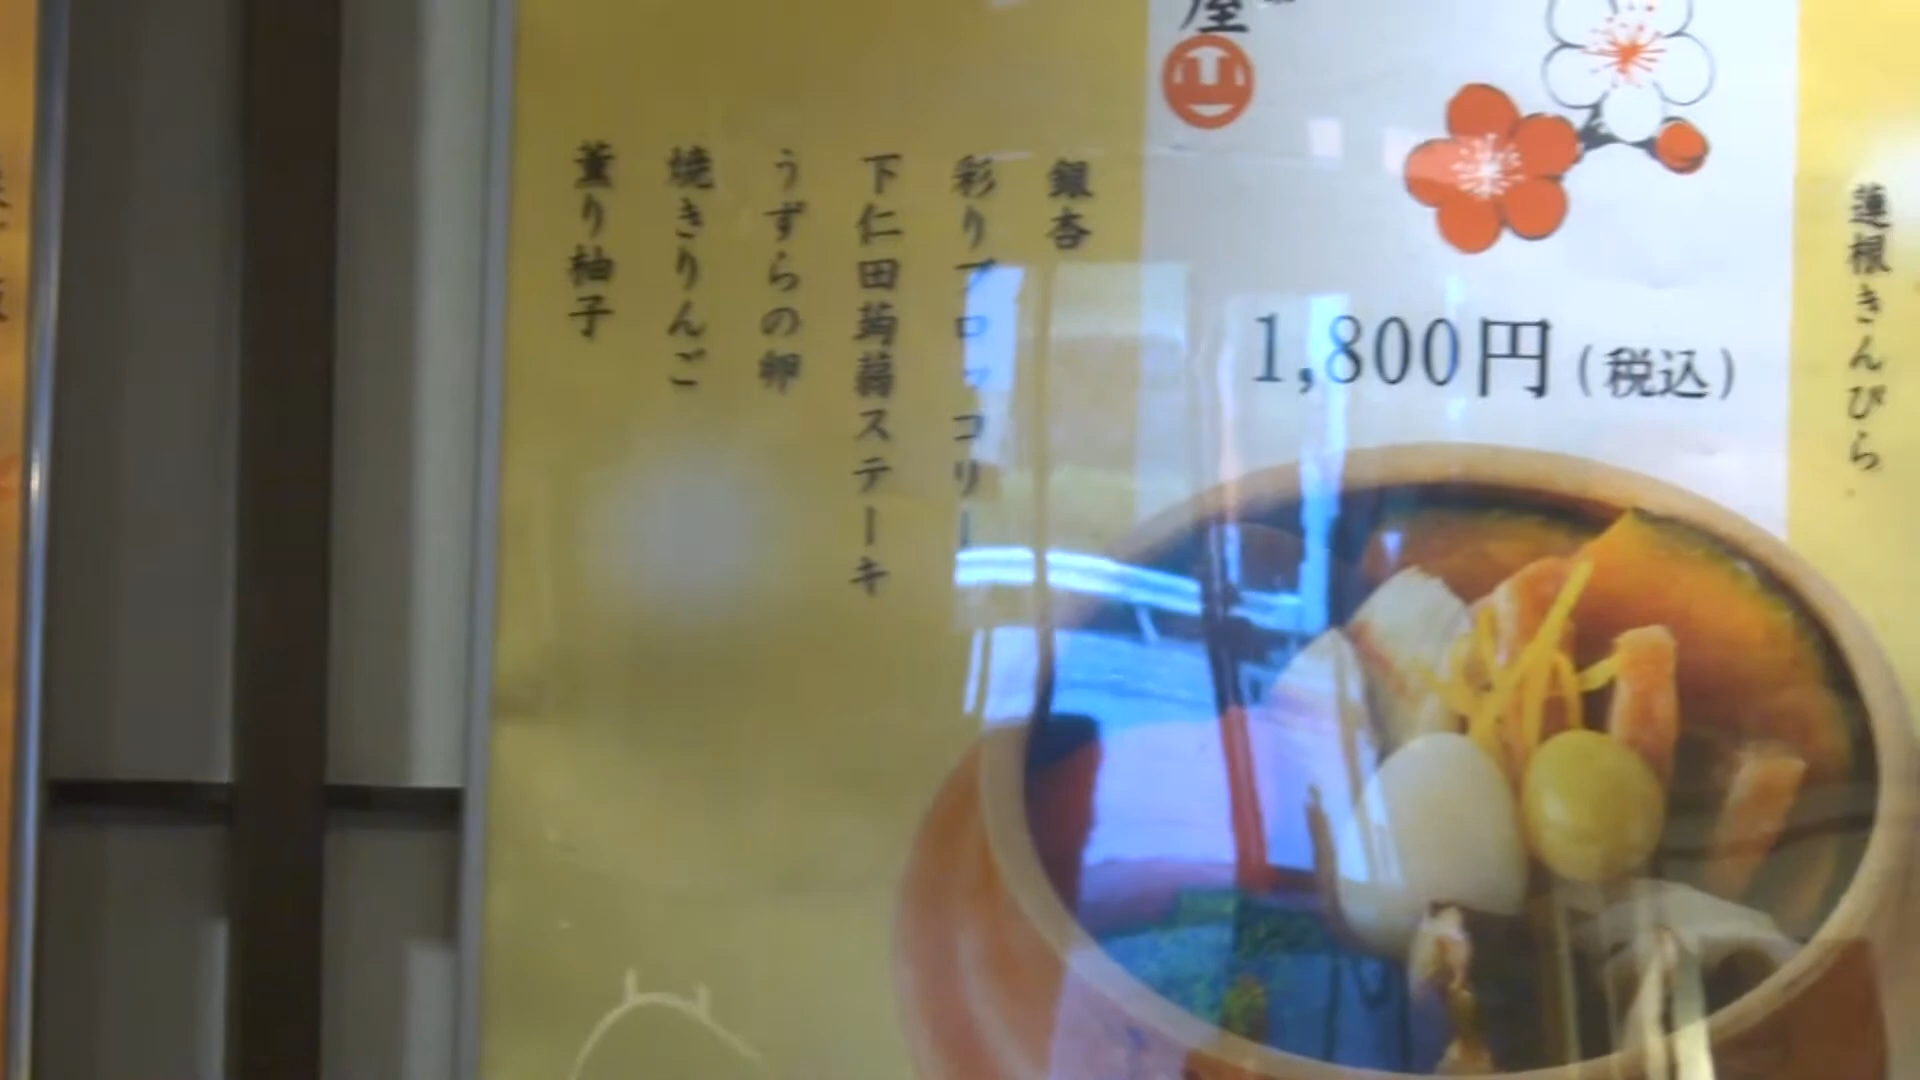 蓮根きんぴら
屋
1,800円(税込)
銀杏
彩りブロッコリー
下仁田蒟蒻ステーキ
うずらの卵
焼きりんご
薫り柚子